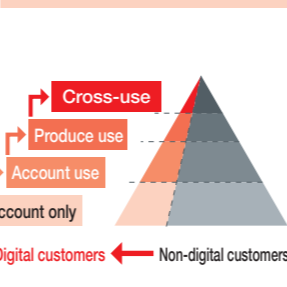 Cross-use
Produce use
Account use
ccount only
Digital customers
Non-digital customers